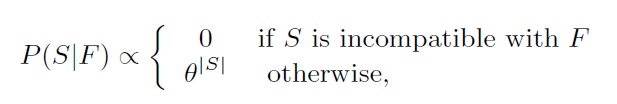 P(S|F) ∝ { 0 if S is incompatible with F
θ^{|S|} otherwise,